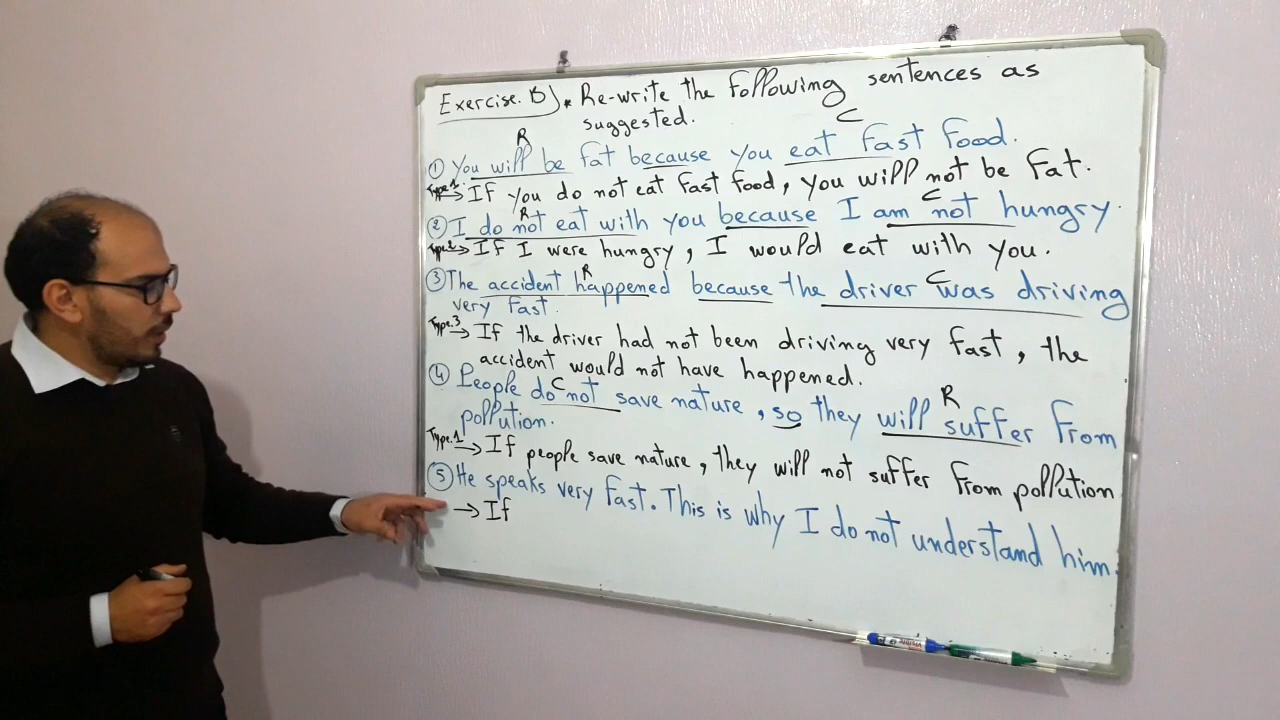 Exercise. B) * Re-write the following sentences as
suggested.
R C
① You will be fat because you eat fast food.
Type.1 → If you do not eat fast food, you will not be fat.
R C
② I do not eat with you because I am not hungry.
Type.2 → If I were hungry, I would eat with you.
R C
③ The accident happened because the driver was driving
very fast.
Type.3 → If the driver had not been driving very fast, the
accident would not have happened.
C R
④ People do not save nature, so they will suffer from
pollution.
Type.1 → If people save nature, they will not suffer from pollution
⑤ He speaks very fast. This is why I do not understand him.
→ If